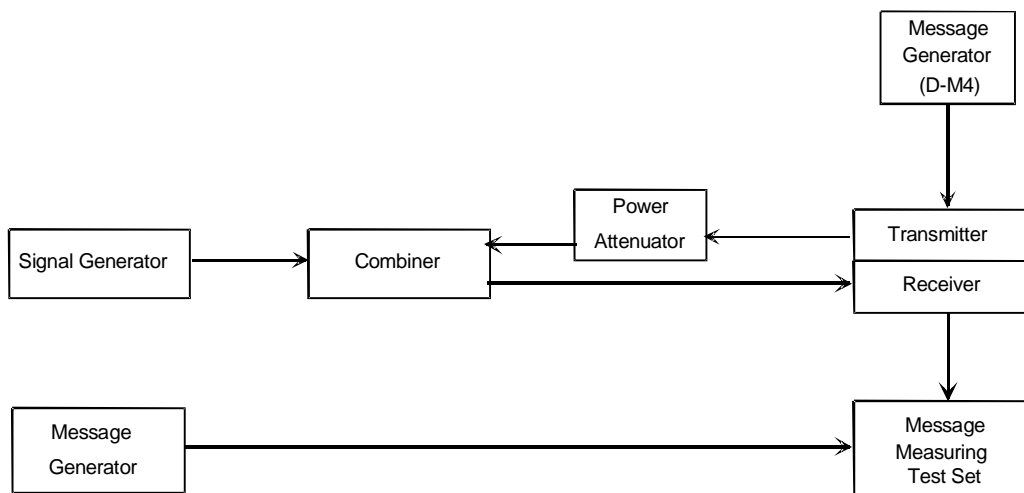 Message
Generator
(D-M4)
Power
Attenuator
Transmitter
Signal Generator
Combiner
Receiver
Message
Generator
Message
Measuring
Test Set